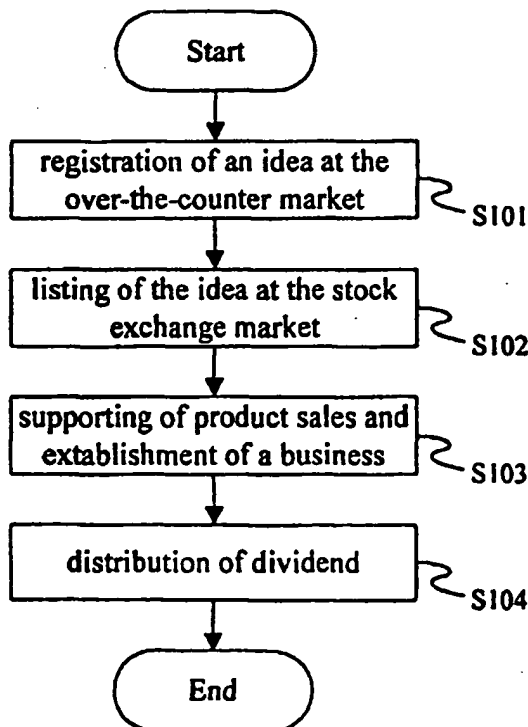 Start
registration of an idea at the
over-the-counter market
S101
listing of the idea at the stock
exchange market
S102
supporting of product sales and
extablishment of a business
S103
distribution of dividend
S104
End